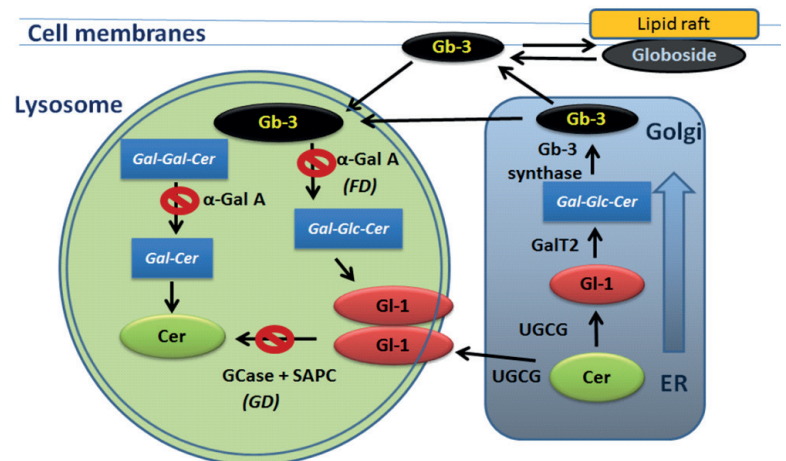 Cell membranes
Lipid raft
Gb-3
Globoside
Lysosome
Gb-3
Gal-Gal-Cer
α-Gal A
(FD)
α-Gal A
Gal-Glc-Cer
Gal-Cer
Gl-1
Cer
Gl-1
GCase + SAPC
(GD)
Gb-3
Golgi
Gb-3
synthase
Gal-Glc-Cer
GalT2
Gl-1
UGCG
UGCG
Cer
ER